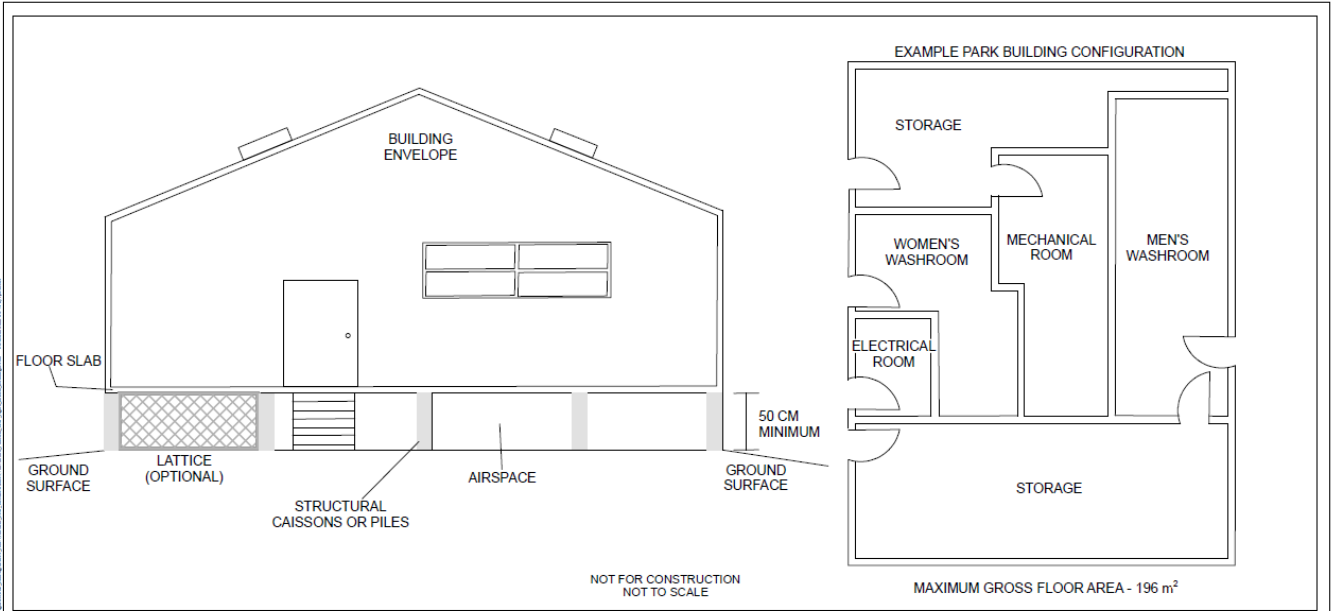 EXAMPLE PARK BUILDING CONFIGURATION
BUILDING
ENVELOPE
FLOOR SLAB
GROUND
SURFACE
LATTICE
(OPTIONAL)
STRUCTURAL
CAISSONS OR PILES
AIRSPACE
50 CM
MINIMUM
GROUND
SURFACE
STORAGE
WOMEN'S
WASHROOM
MECHANICAL
ROOM
MEN'S
WASHROOM
ELECTRICAL
ROOM
STORAGE
NOT FOR CONSTRUCTION
NOT TO SCALE
MAXIMUM GROSS FLOOR AREA - 196 m²